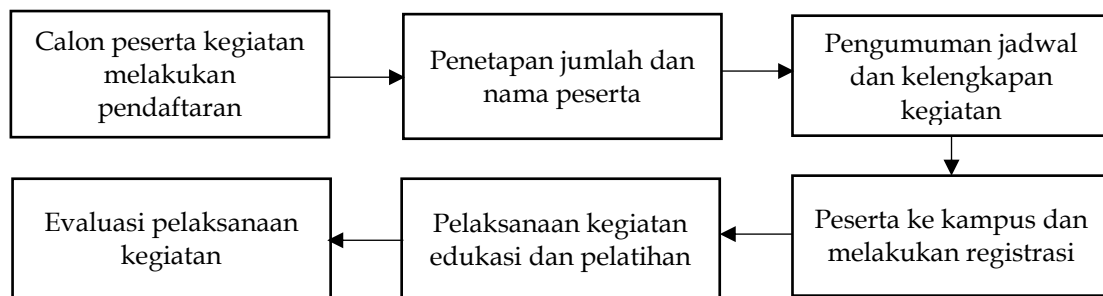 Calon peserta kegiatan
melakukan
pendaftaran
Penetapan jumlah dan
nama peserta
Pengumuman jadwal
dan kelengkapan
kegiatan
Peserta ke kampus dan
melakukan registrasi
Pelaksanaan kegiatan
edukasi dan pelatihan
Evaluasi pelaksanaan
kegiatan